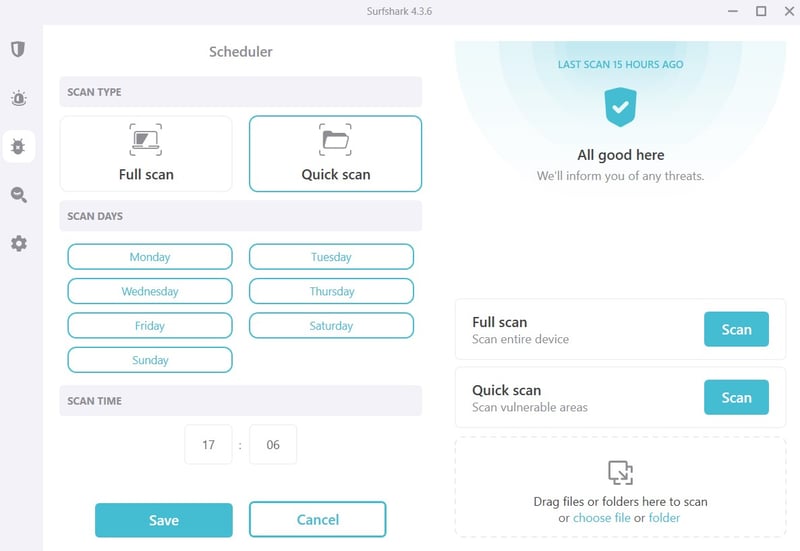 Surfshark 4.3.6
Scheduler
SCAN TYPE
Full scan
Quick scan
SCAN DAYS
Monday
Tuesday
Wednesday
Thursday
Friday
Saturday
Sunday
SCAN TIME
17 : 06
Save
Cancel
LAST SCAN 15 HOURS AGO
All good here
We'll inform you of any threats.
Full scan
Scan entire device
Scan
Quick scan
Scan vulnerable areas
Scan
Drag files or folders here to scan
or choose file or folder